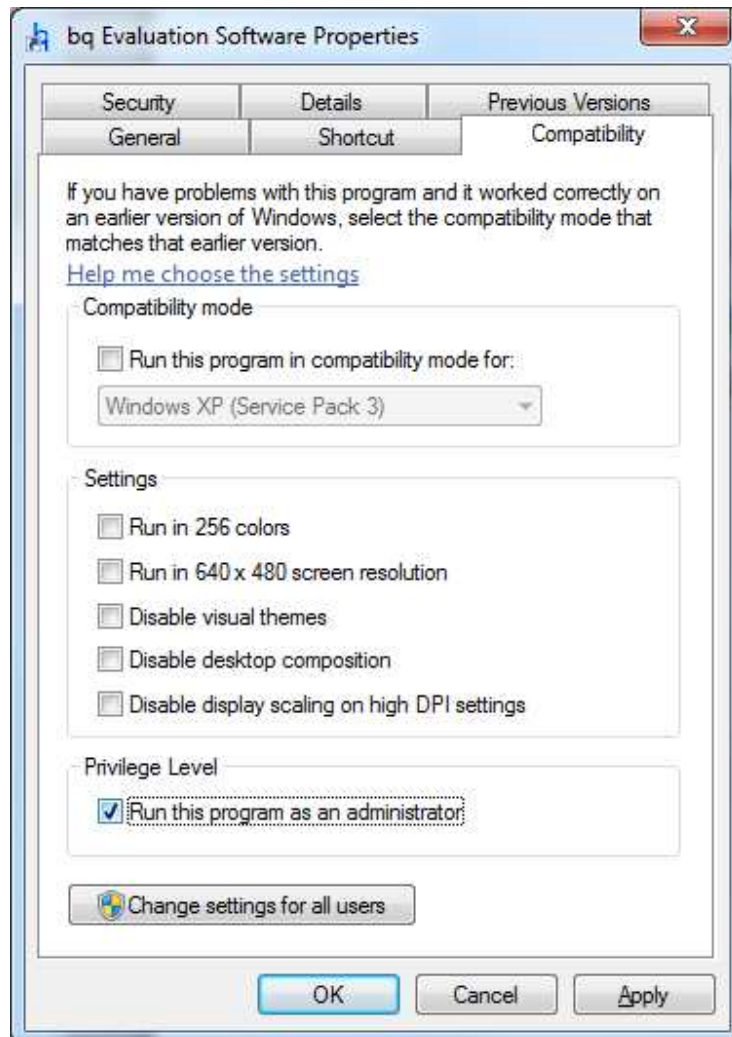 bq Evaluation Software Properties
Security Details Previous Versions
General Shortcut Compatibility
If you have problems with this program and it worked correctly on
an earlier version of Windows, select the compatibility mode that
matches that earlier version.
Help me choose the settings
Compatibility mode
Run this program in compatibility mode for:
Windows XP (Service Pack 3)
Settings
Run in 256 colors
Run in 640 x 480 screen resolution
Disable visual themes
Disable desktop composition
Disable display scaling on high DPI settings
Privilege Level
Run this program as an administrator
Change settings for all users
OK Cancel Apply